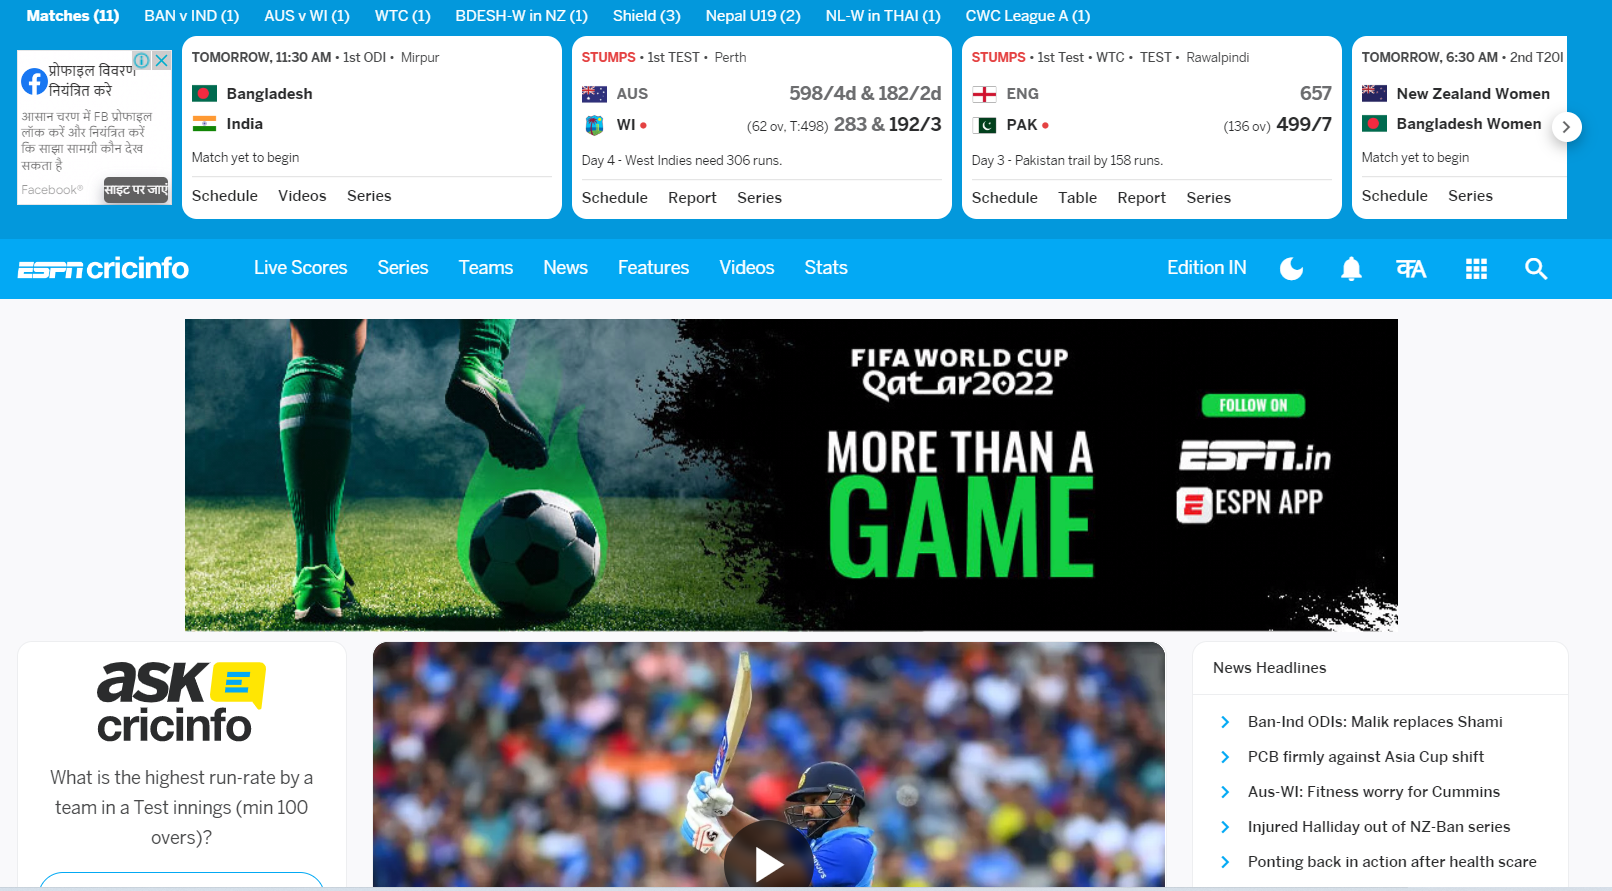 Matches (11) BAN v IND (1) AUS v WI (1) WTC (1) BDESH-W in NZ (1) Shield (3) Nepal U19 (2) NL-W in THAI (1) CWC League A (1)
प्रोफाइल विवरण
नियंत्रित करे
आसान चरण में FB प्रोफाइल
लॉक करें और नियंत्रित करें
कि साझा सामग्री कौन देख
सकता है
Facebook®
साइट पर जाएं
TOMORROW, 11:30 AM • 1st ODI • Mirpur
Bangladesh
India
Match yet to begin
Schedule Videos Series
STUMPS • 1st TEST • Perth
AUS 598/4d & 182/2d
WI • (62 ov, T:498) 283 & 192/3
Day 4 - West Indies need 306 runs.
Schedule Report Series
STUMPS • 1st Test • WTC • TEST • Rawalpindi
ENG 657
PAK • (136 ov) 499/7
Day 3 - Pakistan trail by 158 runs.
Schedule Table Report Series
TOMORROW, 6:30 AM • 2nd T20I
New Zealand Women
Bangladesh Women
Match yet to begin
Schedule Series
ESPN cricinfo Live Scores Series Teams News Features Videos Stats Edition IN कA
FIFA WORLD CUP
Qatar2022
MORE THAN A
GAME
FOLLOW ON
ESPN.in
E ESPN APP
ask E
cricinfo
What is the highest run-rate by a
team in a Test innings (min 100
overs)?
News Headlines
Ban-Ind ODIs: Malik replaces Shami
PCB firmly against Asia Cup shift
Aus-WI: Fitness worry for Cummins
Injured Halliday out of NZ-Ban series
Ponting back in action after health scare